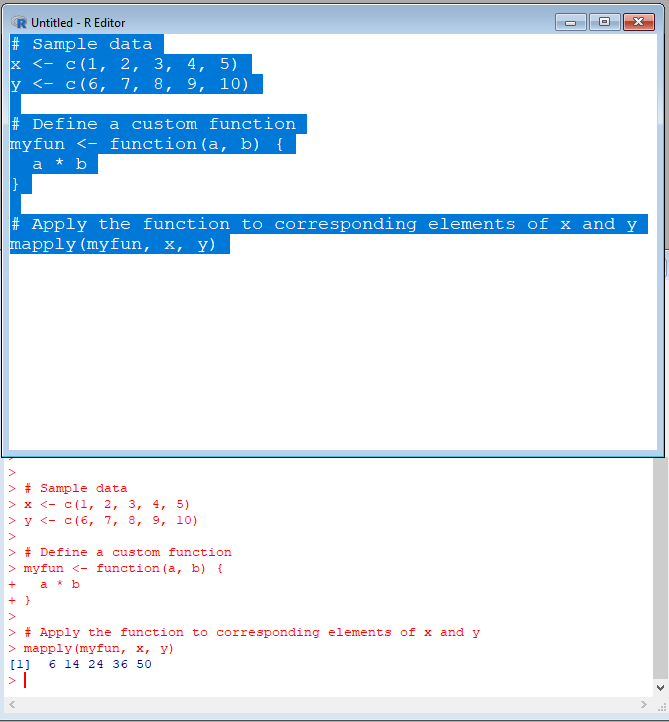 Untitled - R Editor
# Sample data
x <- c(1, 2, 3, 4, 5)
y <- c(6, 7, 8, 9, 10)
# Define a custom function
myfun <- function(a, b) {
  a * b
}
# Apply the function to corresponding elements of x and y
mapply(myfun, x, y)
>
>
> # Sample data
> x <- c(1, 2, 3, 4, 5)
> y <- c(6, 7, 8, 9, 10)
>
> # Define a custom function
> myfun <- function(a, b) {
+   a * b
+ }
>
> # Apply the function to corresponding elements of x and y
> mapply(myfun, x, y)
[1]  6 14 24 36 50
>